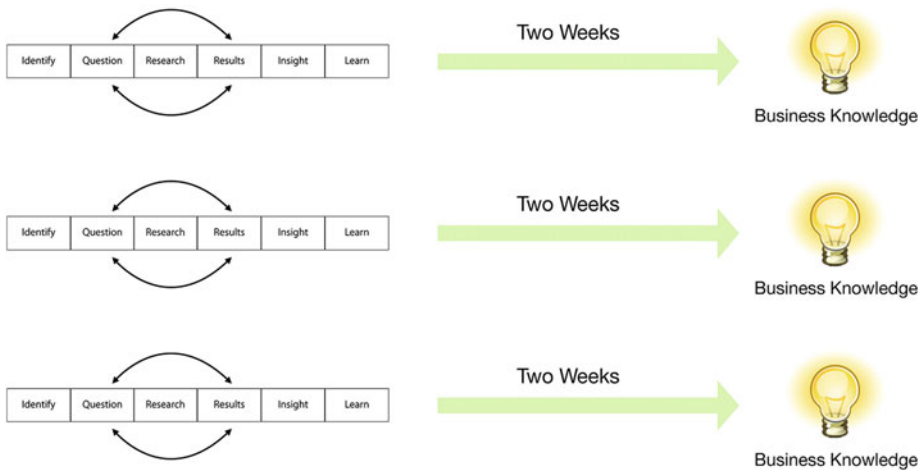 Two Weeks
Identify Question Research Results Insight Learn
Business Knowledge
Two Weeks
Identify Question Research Results Insight Learn
Business Knowledge
Two Weeks
Identify Question Research Results Insight Learn
Business Knowledge